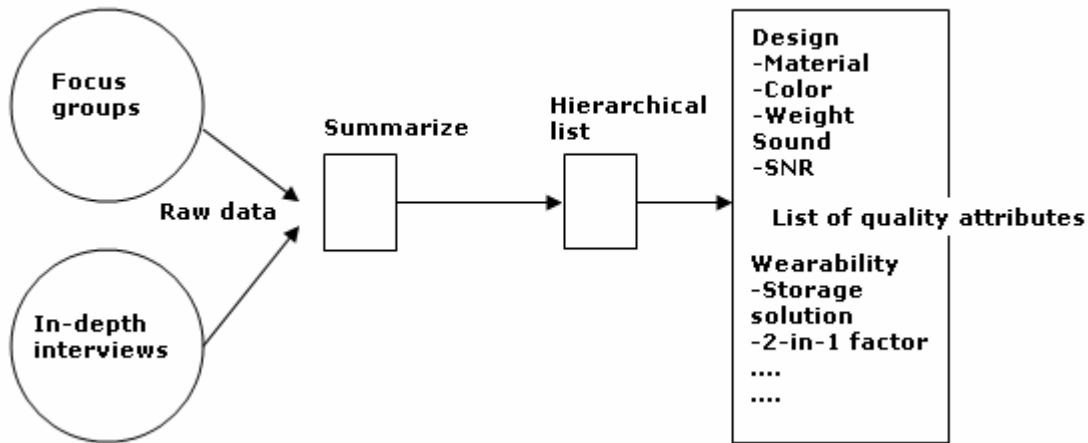 Focus
groups
In-depth
interviews
Raw data
Summarize
Hierarchical
list
Design
-Material
-Color
-Weight
Sound
-SNR
List of quality attributes
Wearability
-Storage
solution
-2-in-1 factor
....
....